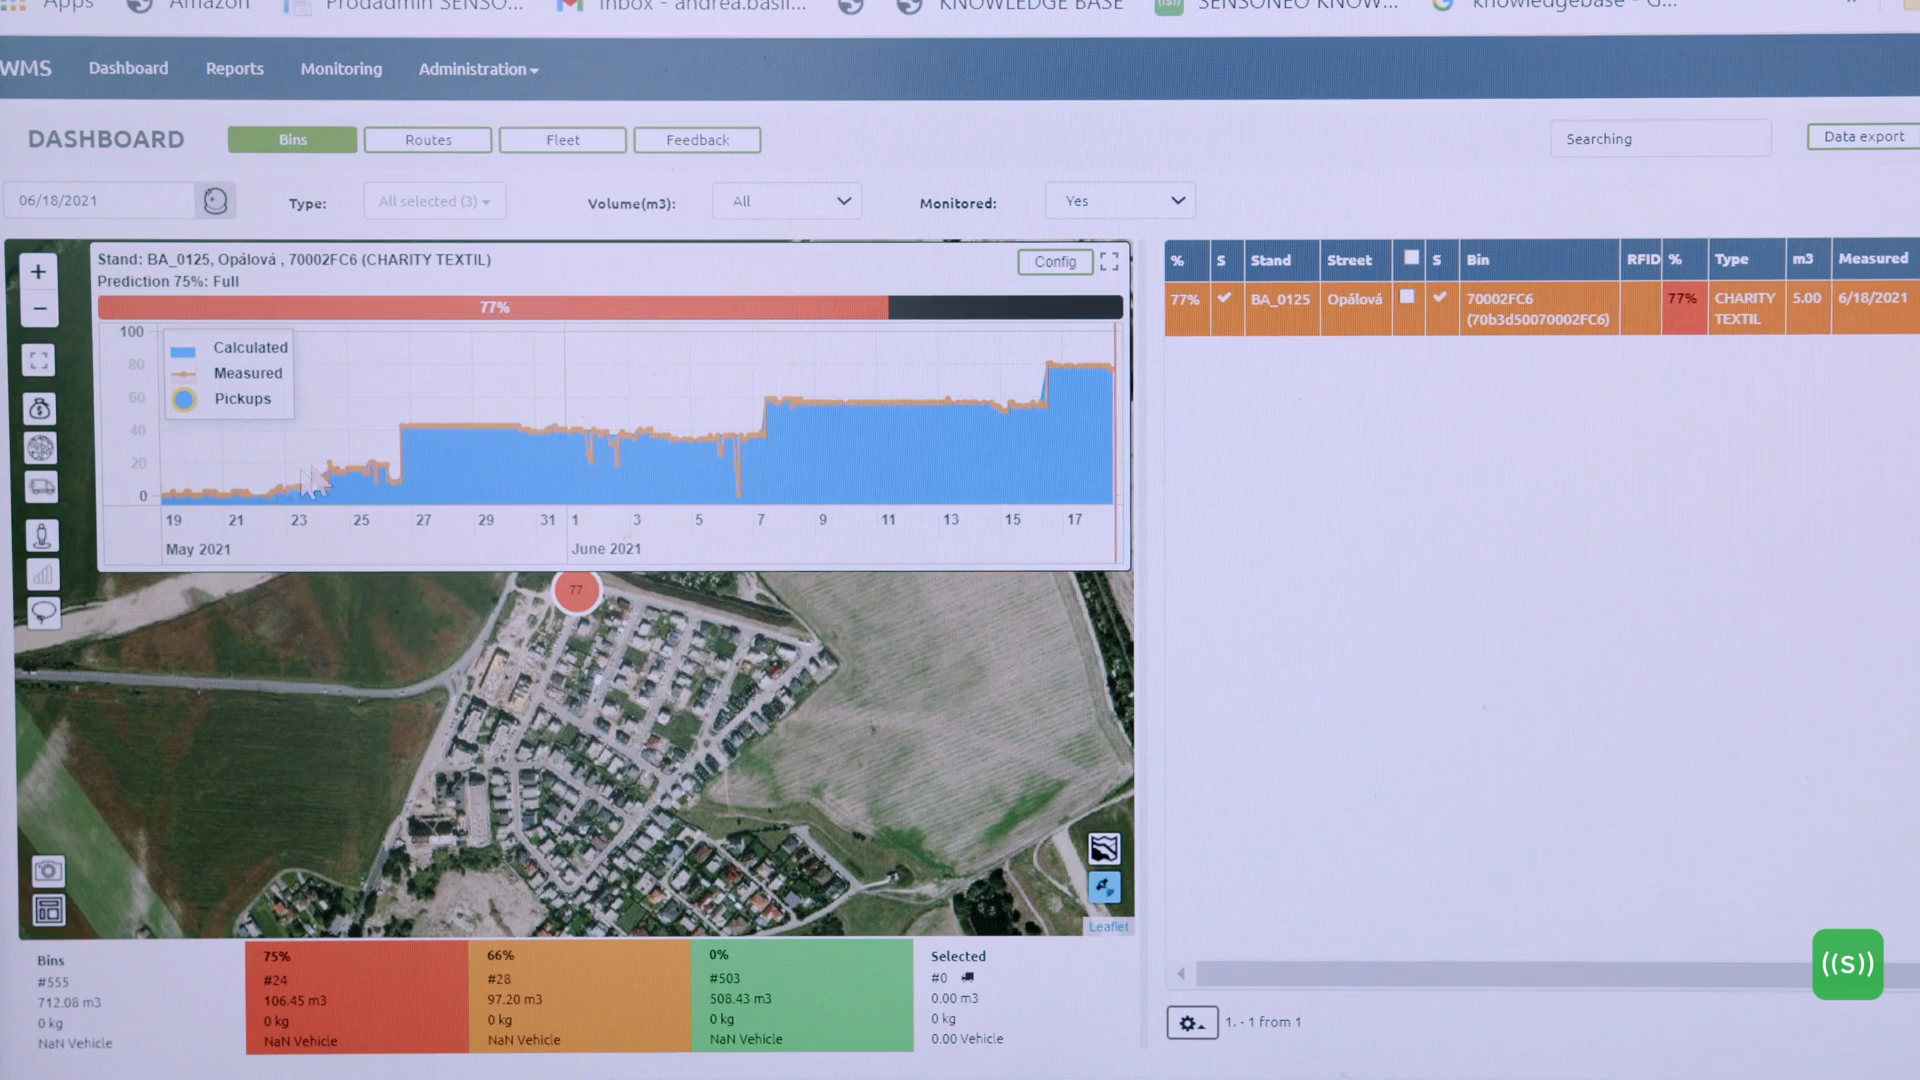 Apps
Amazon
Prodadmin SENSO...
Inbox - andrea.basil...
KNOWLEDGE BASE
SENSONEO KNOW...
knowledgebase - G...
WMS
Dashboard
Reports
Monitoring
Administration
DASHBOARD
Bins
Routes
Fleet
Feedback
Searching
Data export
06/18/2021
Type:
All selected (3)
Volume(m3):
All
Monitored:
Yes
+
−
Stand: BA_0125, Opálová , 70002FC6 (CHARITY TEXTIL)
Prediction 75%: Full
Config
77%
100
80
60
40
20
0
Calculated
Measured
Pickups
19 21 23 25 27 29 31 1 3 5 7 9 11 13 15 17
May 2021
June 2021
77
Leaflet
% S Stand Street S Bin RFID % Type m3 Measured
77% BA_0125 Opálová 70002FC6 77% CHARITY 5.00 6/18/2021
(70b3d50070002FC6) TEXTIL
Bins
#555
712.08 m3
0 kg
NaN Vehicle
75%
#24
106.45 m3
0 kg
NaN Vehicle
66%
#28
97.20 m3
0 kg
NaN Vehicle
0%
#503
508.43 m3
0 kg
NaN Vehicle
Selected
#0
0.00 m3
0 kg
0.00 Vehicle
1. - 1 from 1
((S))